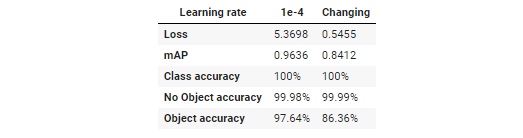 Learning rate 1e-4 Changing
Loss 5.3698 0.5455
mAP 0.9636 0.8412
Class accuracy 100% 100%
No Object accuracy 99.98% 99.99%
Object accuracy 97.64% 86.36%